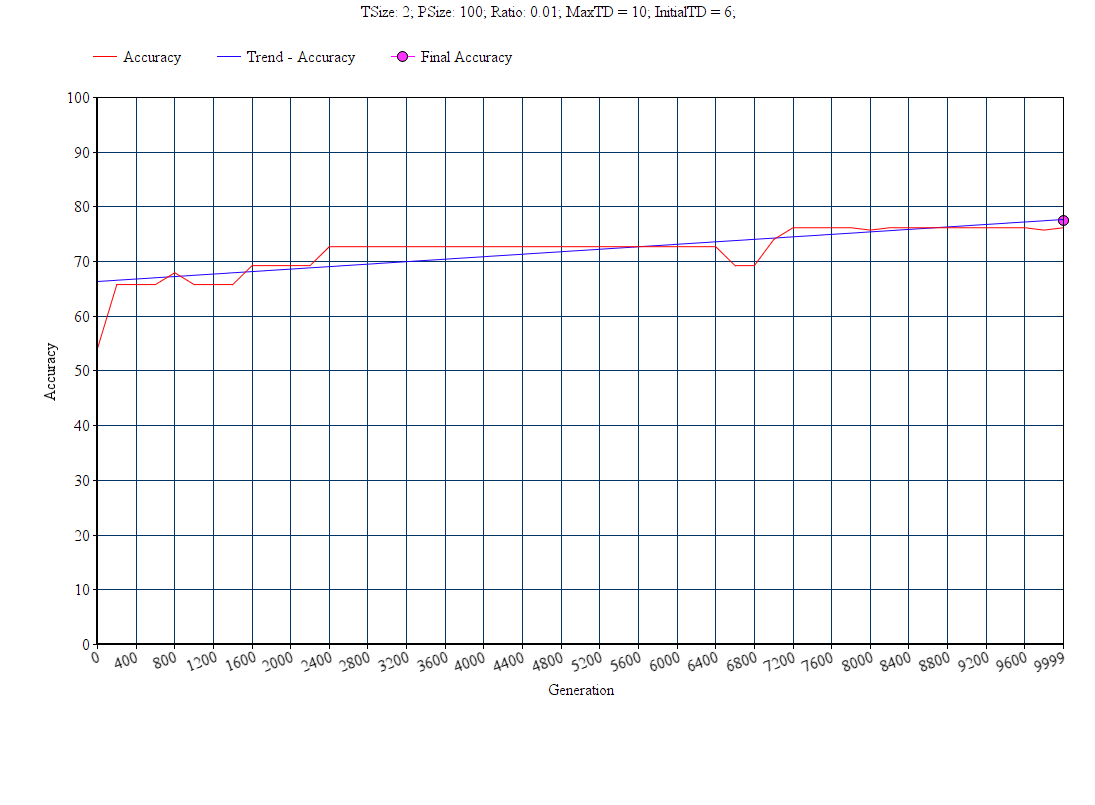 TSize: 2; PSize: 100; Ratio: 0.01; MaxTD = 10; InitialTD = 6;
Accuracy Trend - Accuracy Final Accuracy
100
90
80
70
60
50
40
30
20
10
0
Accuracy
0 400 800 1200 1600 2000 2400 2800 3200 3600 4000 4400 4800 5200 5600 6000 6400 6800 7200 7600 8000 8400 8800 9200 9600 9999
Generation